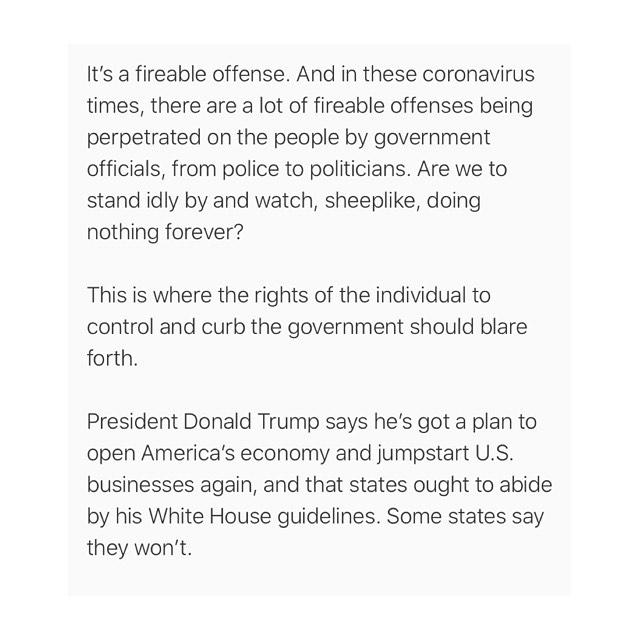 It’s a fireable offense. And in these coronavirus
times, there are a lot of fireable offenses being
perpetrated on the people by government
officials, from police to politicians. Are we to
stand idly by and watch, sheeplike, doing
nothing forever?
This is where the rights of the individual to
control and curb the government should blare
forth.
President Donald Trump says he’s got a plan to
open America’s economy and jumpstart U.S.
businesses again, and that states ought to abide
by his White House guidelines. Some states say
they won’t.